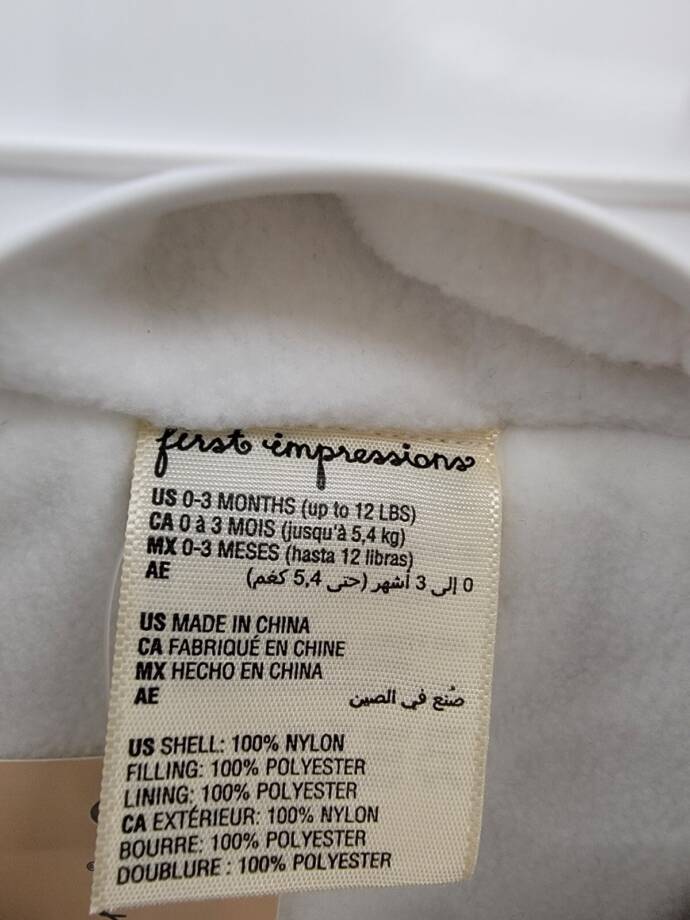 first impressions
US 0-3 MONTHS (up to 12 LBS)
CA 0 à 3 MOIS (jusqu'à 5,4 kg)
MX 0-3 MESES (hasta 12 libras)
AE 0 إلى 3 أشهر (حتى 5,4 كغم)
US MADE IN CHINA
CA FABRIQUÉ EN CHINE
MX HECHO EN CHINA
AE صُنع في الصين
US SHELL: 100% NYLON
FILLING: 100% POLYESTER
LINING: 100% POLYESTER
CA EXTÉRIEUR: 100% NYLON
BOURRE: 100% POLYESTER
DOUBLURE : 100% POLYESTER